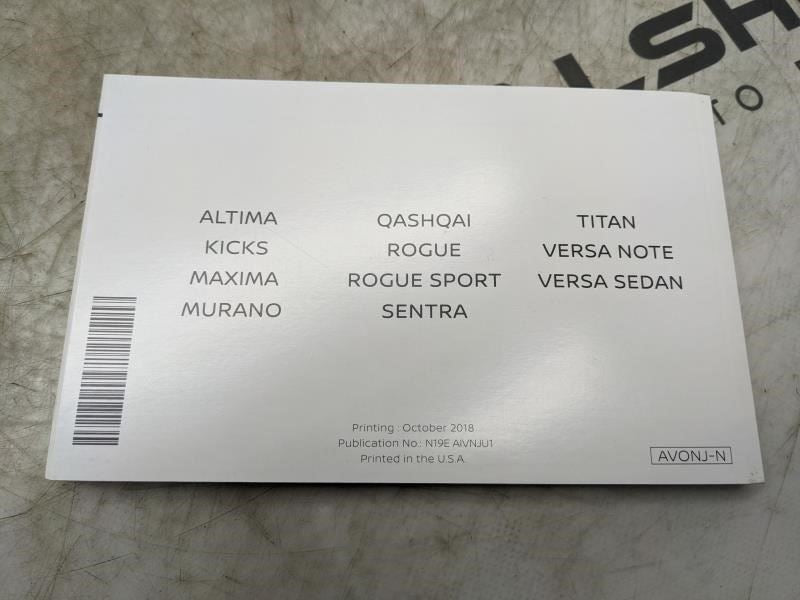 ALTIMA
KICKS
MAXIMA
MURANO
QASHQAI
ROGUE
ROGUE SPORT
SENTRA
TITAN
VERSA NOTE
VERSA SEDAN
Printing : October 2018
Publication No.: N19E AIVNJU1
Printed in the U.S.A.
AVONJ-N